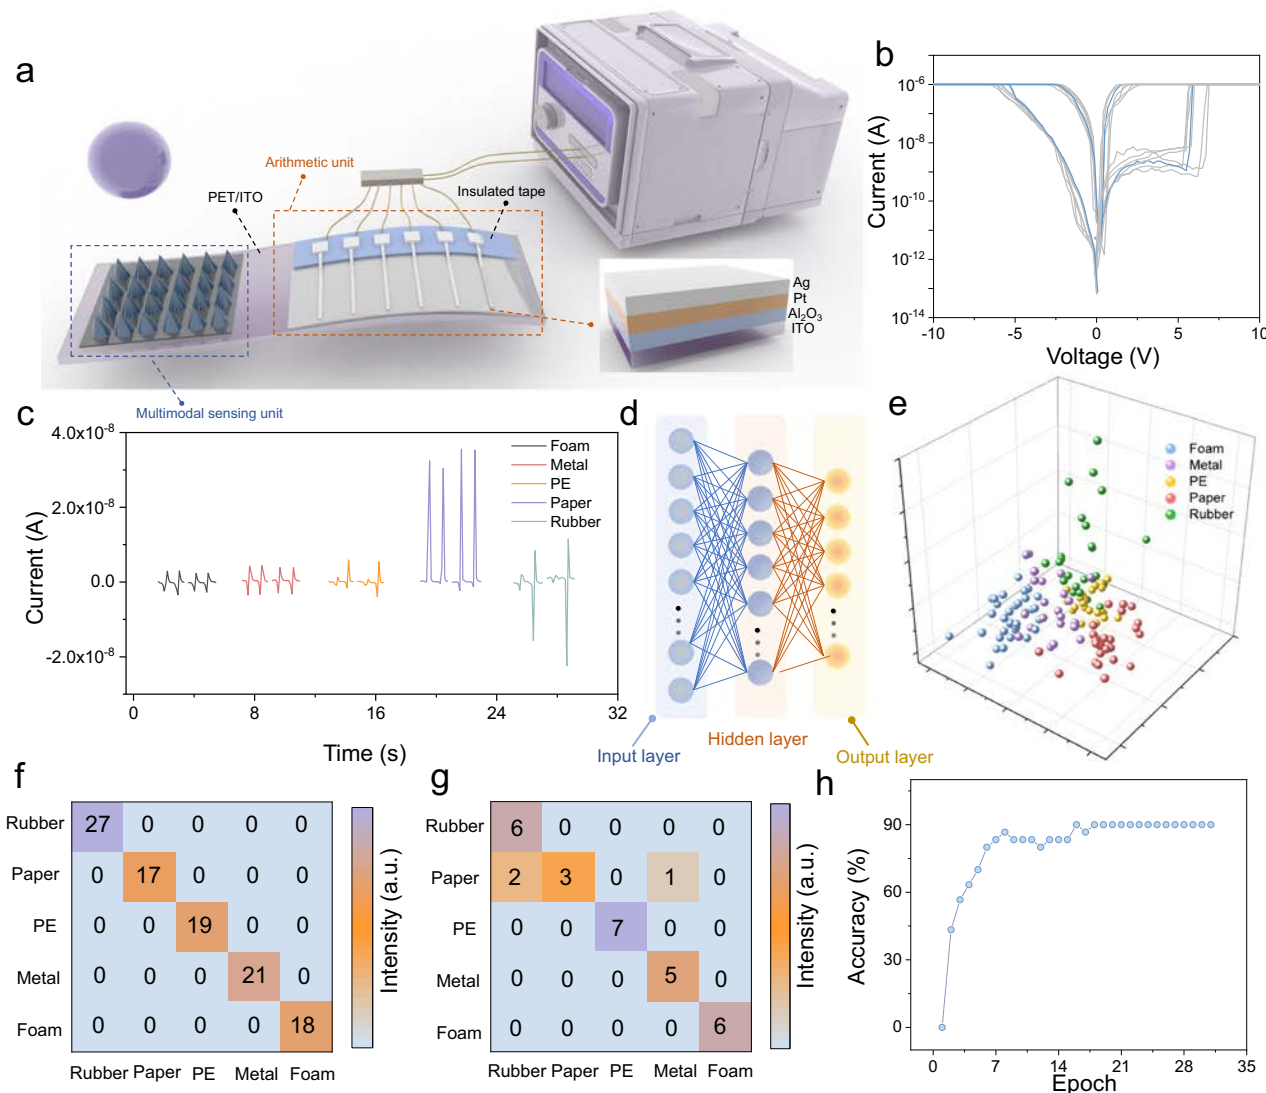 a
Arithmetic unit
PET/ITO
Insulated tape
Ag
Pt
Al2O3
ITO
Multimodal sensing unit
b
Current (A)
10-6
10-8
10-10
10-12
10-14
-10
-5
0
5
10
Voltage (V)
c
Current (A)
4.0x10-8
2.0x10-8
0.0
-2.0x10-8
Foam
Metal
PE
Paper
Rubber
0
8
16
24
32
Time (s)
d
Input layer
Hidden layer
Output layer
e
Foam
Metal
PE
Paper
Rubber
f
Rubber 27 0 0 0 0
Paper 0 17 0 0 0
PE 0 0 19 0 0
Metal 0 0 0 21 0
Foam 0 0 0 0 18
Rubber Paper PE Metal Foam
Intensity (a.u.)
g
Rubber 6 0 0 0 0
Paper 2 3 0 1 0
PE 0 0 7 0 0
Metal 0 0 0 5 0
Foam 0 0 0 0 6
Rubber Paper PE Metal Foam
Intensity (a.u.)
h
Accuracy (%)
90
60
30
0
0
7
14
21
28
35
Epoch